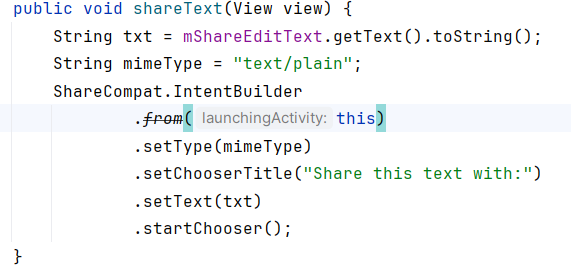 public void shareText(View view) {
    String txt = mShareEditText.getText().toString();
    String mimeType = "text/plain";
    ShareCompat.IntentBuilder
            .from( launchingActivity: this)
            .setType(mimeType)
            .setChooserTitle("Share this text with:")
            .setText(txt)
            .startChooser();
}